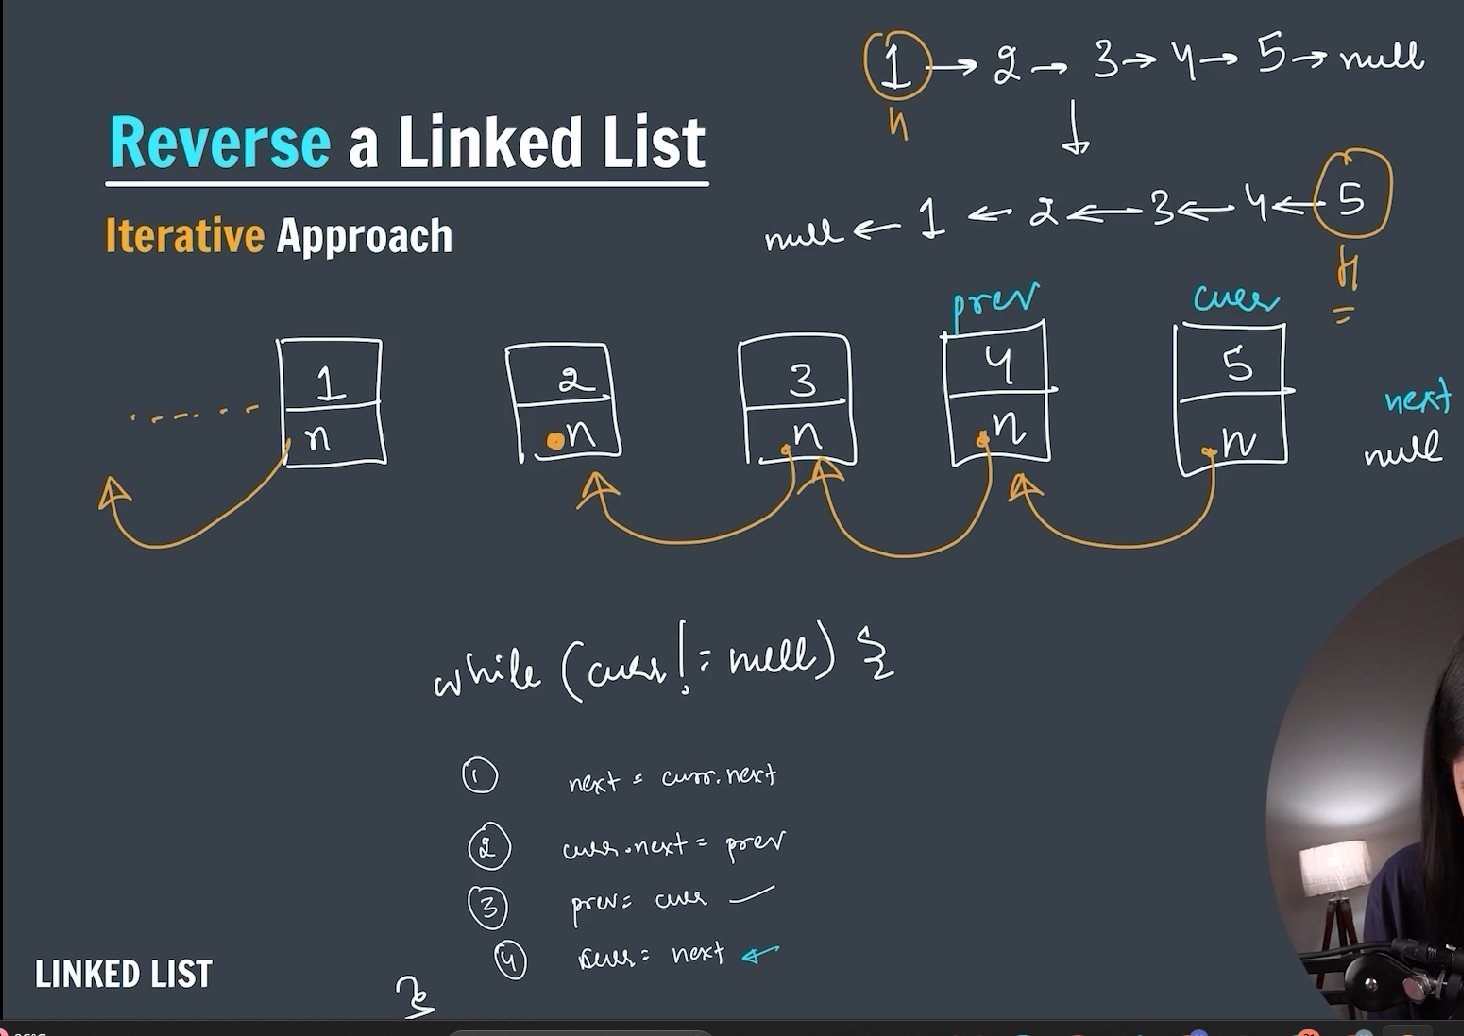 1 → 2 → 3 → 4 → 5 → null
h
Reverse a Linked List
null ← 1 ← 2 ← 3 ← 4 ← 5
Iterative Approach
H
prev curr
1 2 3 4 5
next
n n n n n
null
while (curr != null) {
1 next = curr.next
2 curr.next = prev
3 prev = curr
4 curr = next ←
}
LINKED LIST